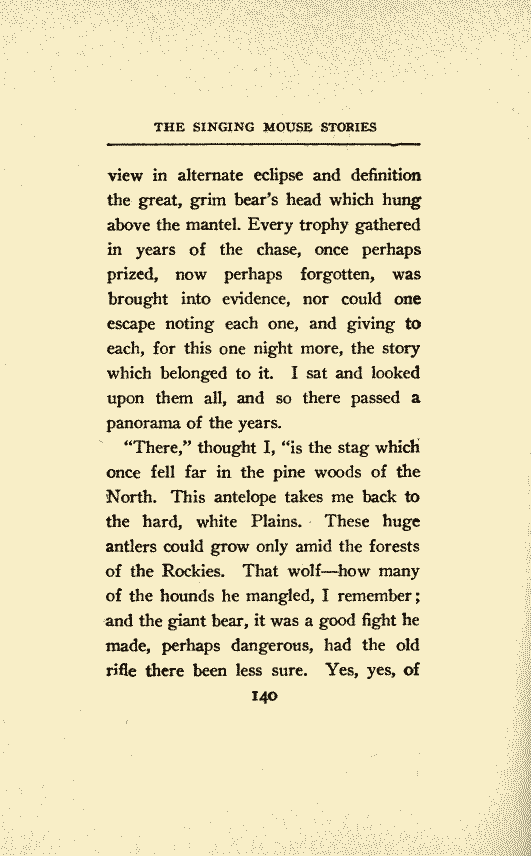 THE SINGING MOUSE STORIES
view in alternate eclipse and definition
the great, grim bear's head which hung
above the mantel. Every trophy gathered
in years of the chase, once perhaps
prized, now perhaps forgotten, was
brought into evidence, nor could one
escape noting each one, and giving to
each, for this one night more, the story
which belonged to it. I sat and looked
upon them all, and so there passed a
panorama of the years.
“There,” thought I, “is the stag which
once fell far in the pine woods of the
North. This antelope takes me back to
the hard, white Plains. These huge
antlers could grow only amid the forests
of the Rockies. That wolf—how many
of the hounds he mangled, I remember;
and the giant bear, it was a good fight he
made, perhaps dangerous, had the old
rifle there been less sure. Yes, yes, of
140